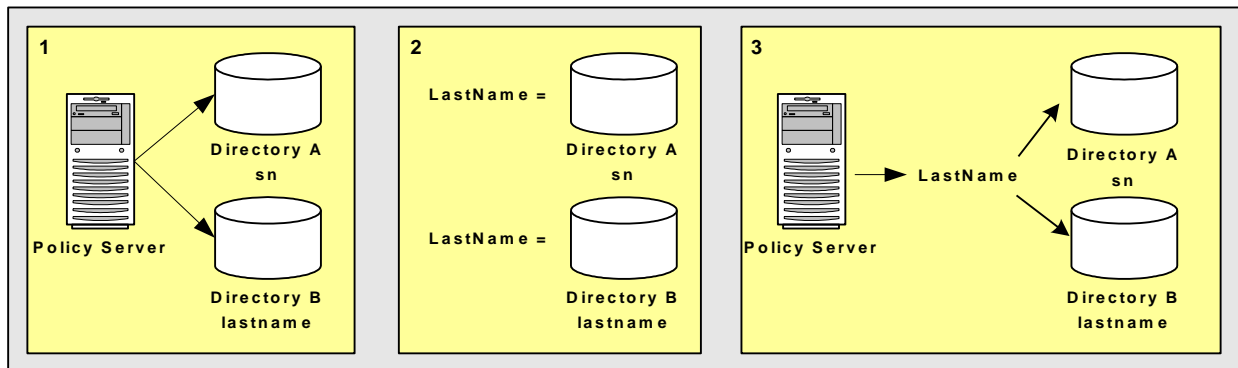 1
Policy Server
Directory A
sn
Directory B
lastname
2
LastName =
Directory A
sn
LastName =
Directory B
lastname
3
Policy Server
LastName
Directory A
sn
Directory B
lastname